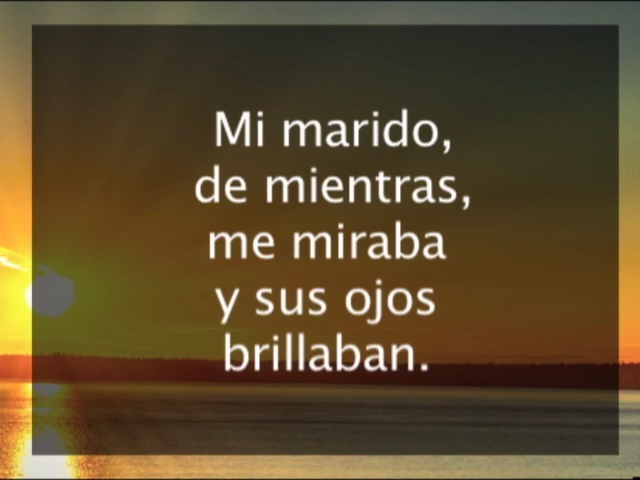 Mi marido,
de mientras,
me miraba
y sus ojos
brillaban.